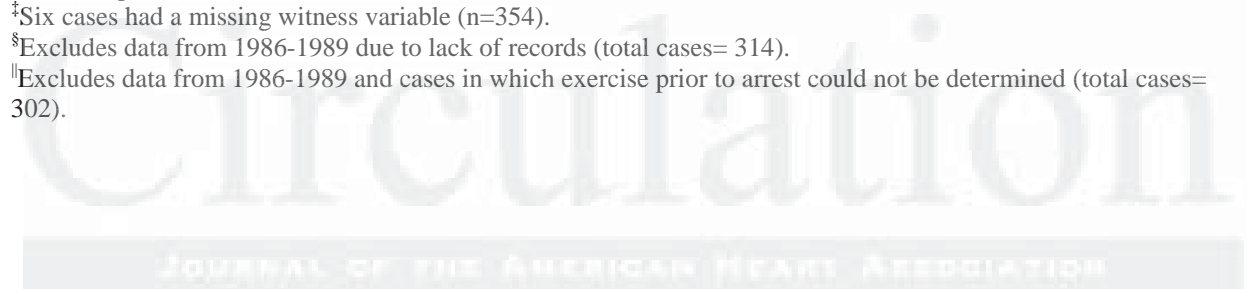 ‡Six cases had a missing witness variable (n=354).
§Excludes data from 1986-1989 due to lack of records (total cases= 314).
||Excludes data from 1986-1989 and cases in which exercise prior to arrest could not be determined (total cases=
302).
Circulation
JOURNAL OF THE AMERICAN HEART ASSOCIATION